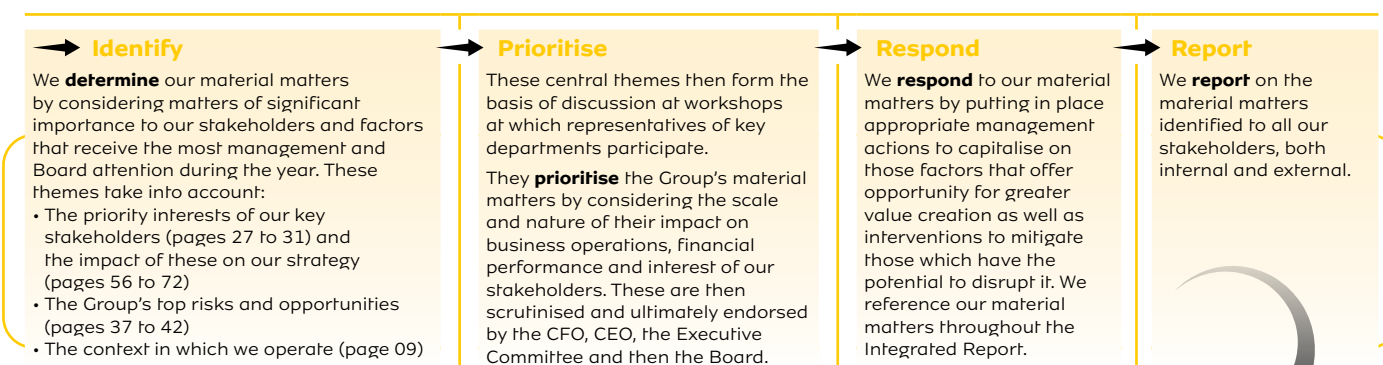 Identify
We determine our material matters
by considering matters of significant
importance to our stakeholders and factors
that receive the most management and
Board attention during the year. These
themes take into account:
• The priority interests of our key
stakeholders (pages 27 to 31) and
the impact of these on our strategy
(pages 56 to 72)
• The Group's top risks and opportunities
(pages 37 to 42)
• The context in which we operate (page 09)
Prioritise
These central themes then form the
basis of discussion at workshops
at which representatives of key
departments participate.
They prioritise the Group's material
matters by considering the scale
and nature of their impact on
business operations, financial
performance and interest of our
stakeholders. These are then
scrutinised and ultimately endorsed
by the CFO, CEO, the Executive
Committee and then the Board.
Respond
We respond to our material
matters by putting in place
appropriate management
actions to capitalise on
those factors that offer
opportunity for greater
value creation as well as
interventions to mitigate
those which have the
potential to disrupt it. We
reference our material
matters throughout the
Integrated Report.
Report
We report on the
material matters
identified to all our
stakeholders, both
internal and external.